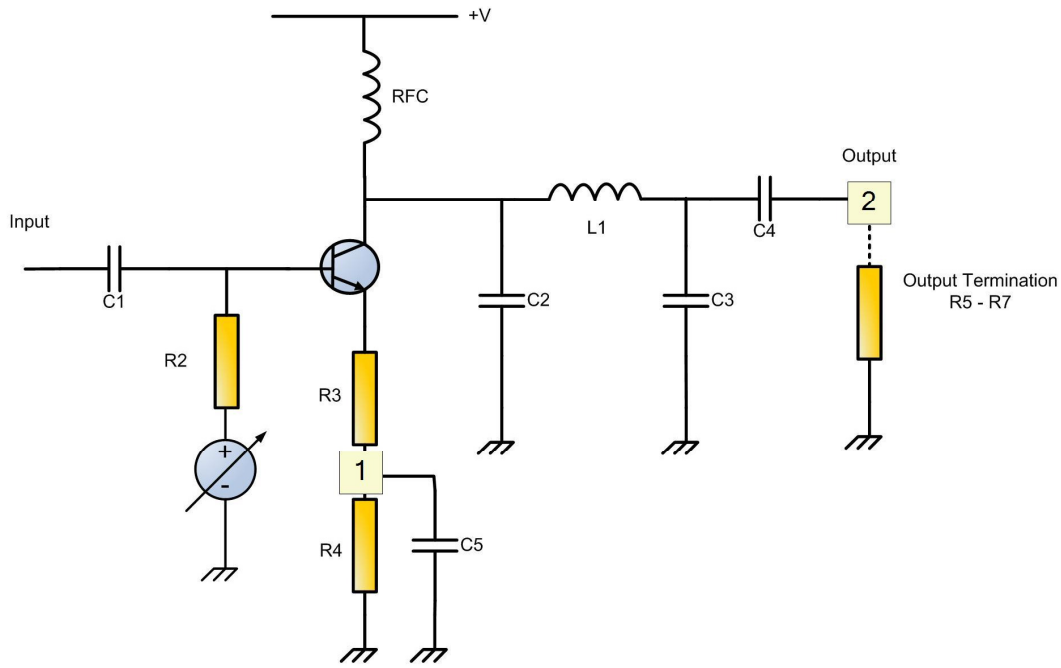 +V
RFC
Output
2
Input
L1
C4
C1
C2
C3
Output Termination
R5 - R7
R2
R3
+
-
1
R4
C5